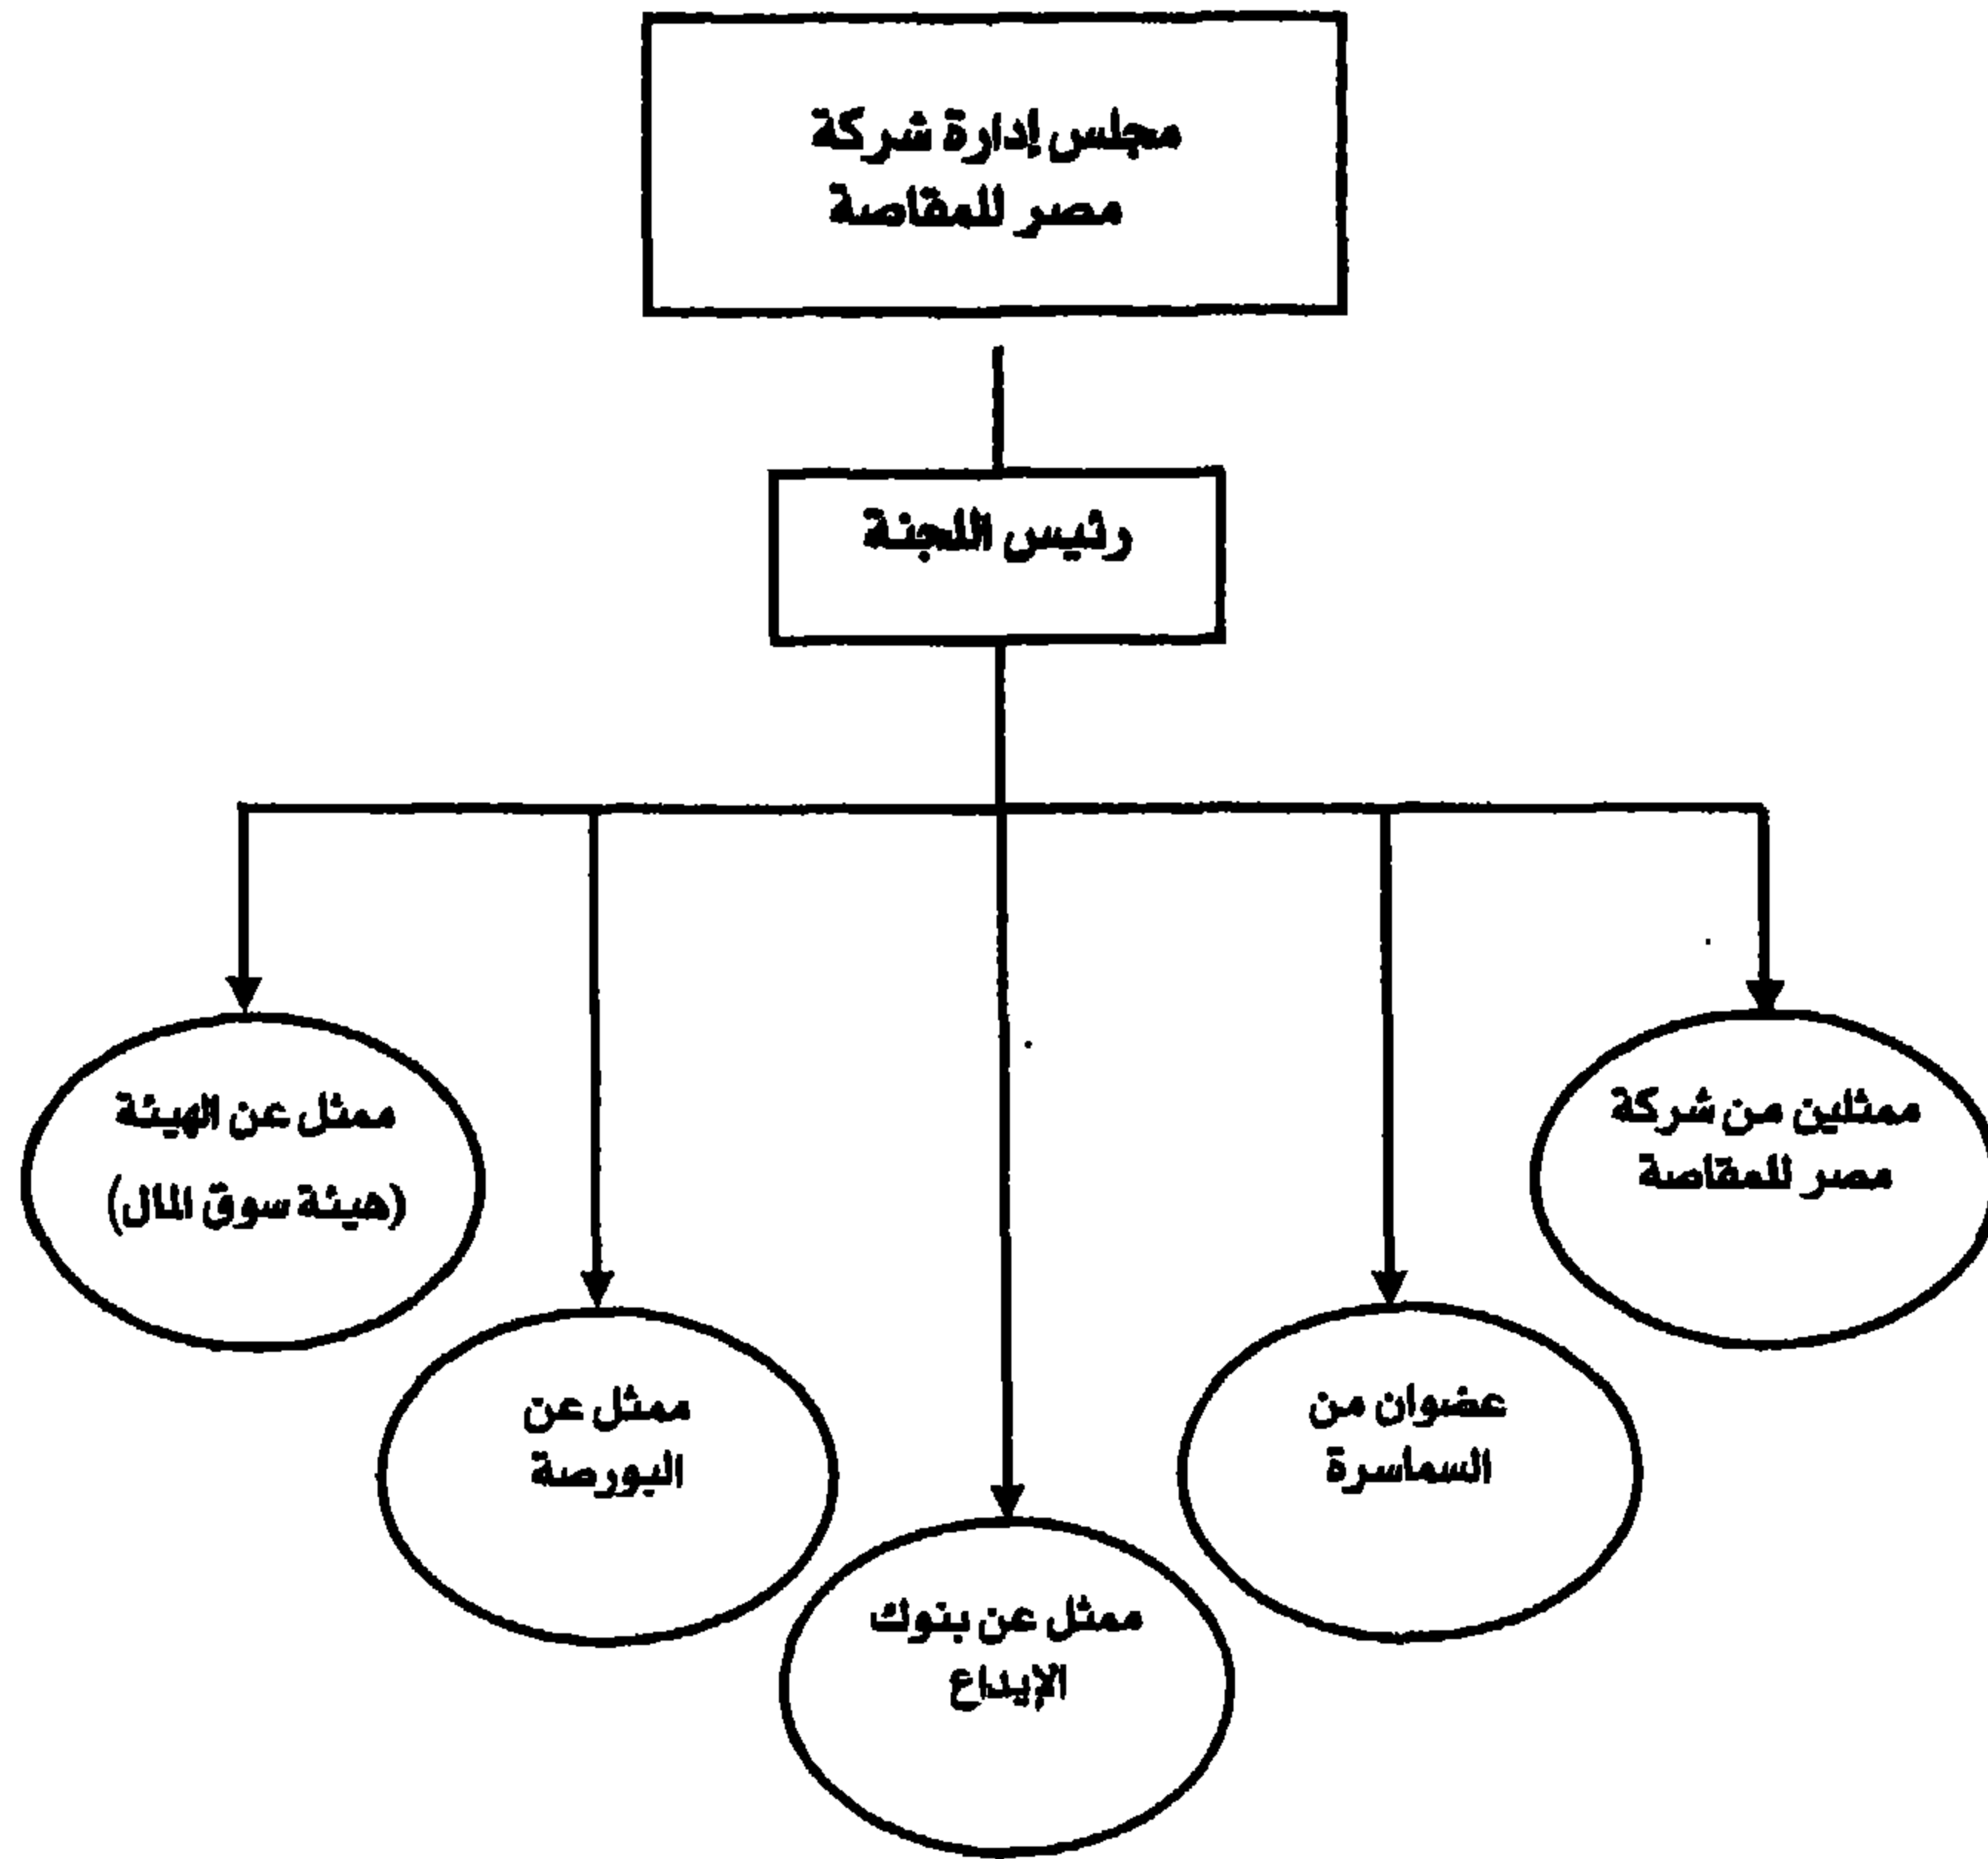 مجلس إدارة شركة
مصر للمقاصة
رئيس اللجنة
ممثلين من شركة
مصر للمقاصة
عضوان من
السماسرة
ممثل عن بنوك
الإيداع
ممثل عن
البورصة
ممثل عن الهيئة
(هيئة سوق المال)